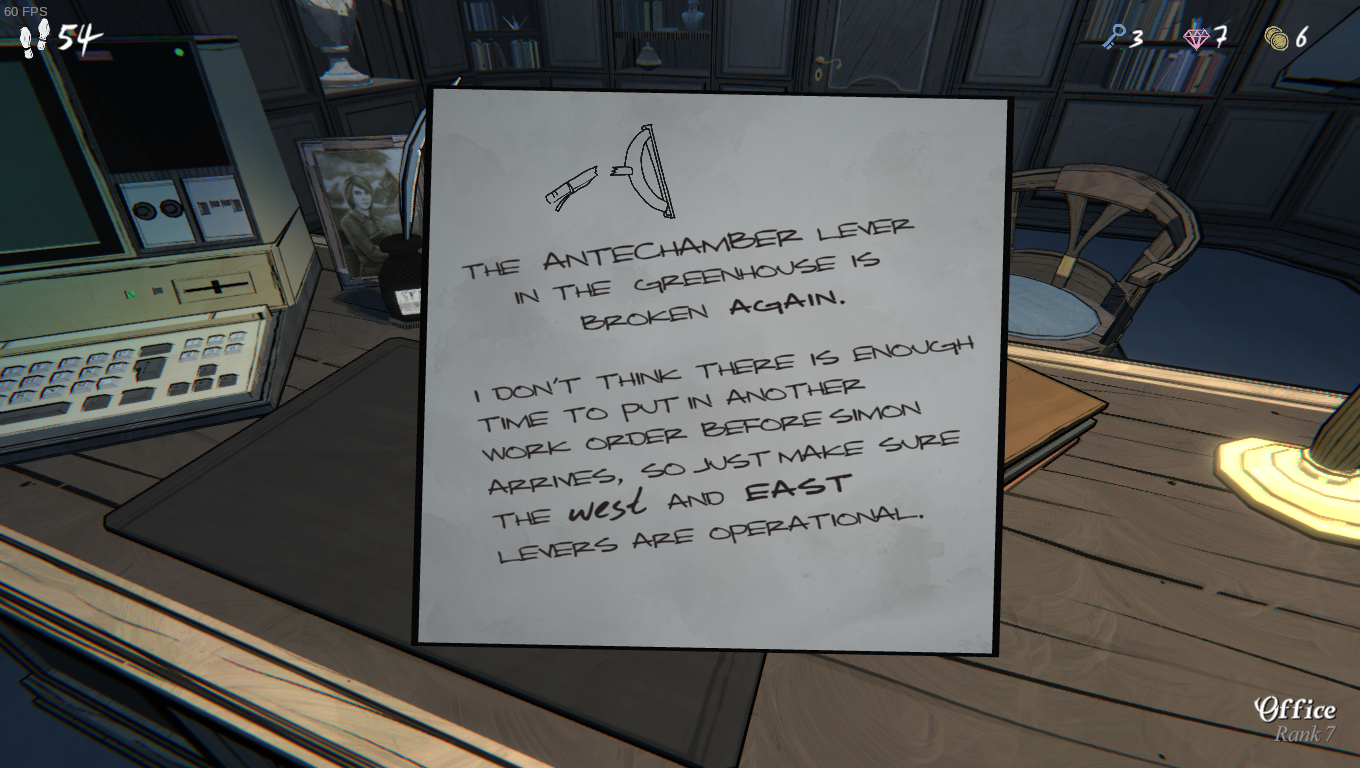 60 FPS
54
3
7
6
THE ANTECHAMBER LEVER
IN THE GREENHOUSE IS
BROKEN AGAIN.
I DON'T THINK THERE IS ENOUGH
TIME TO PUT IN ANOTHER
WORK ORDER BEFORE SIMON
ARRIVES, SO JUST MAKE SURE
THE west AND EAST
LEVERS ARE OPERATIONAL.
Office
Rank 7